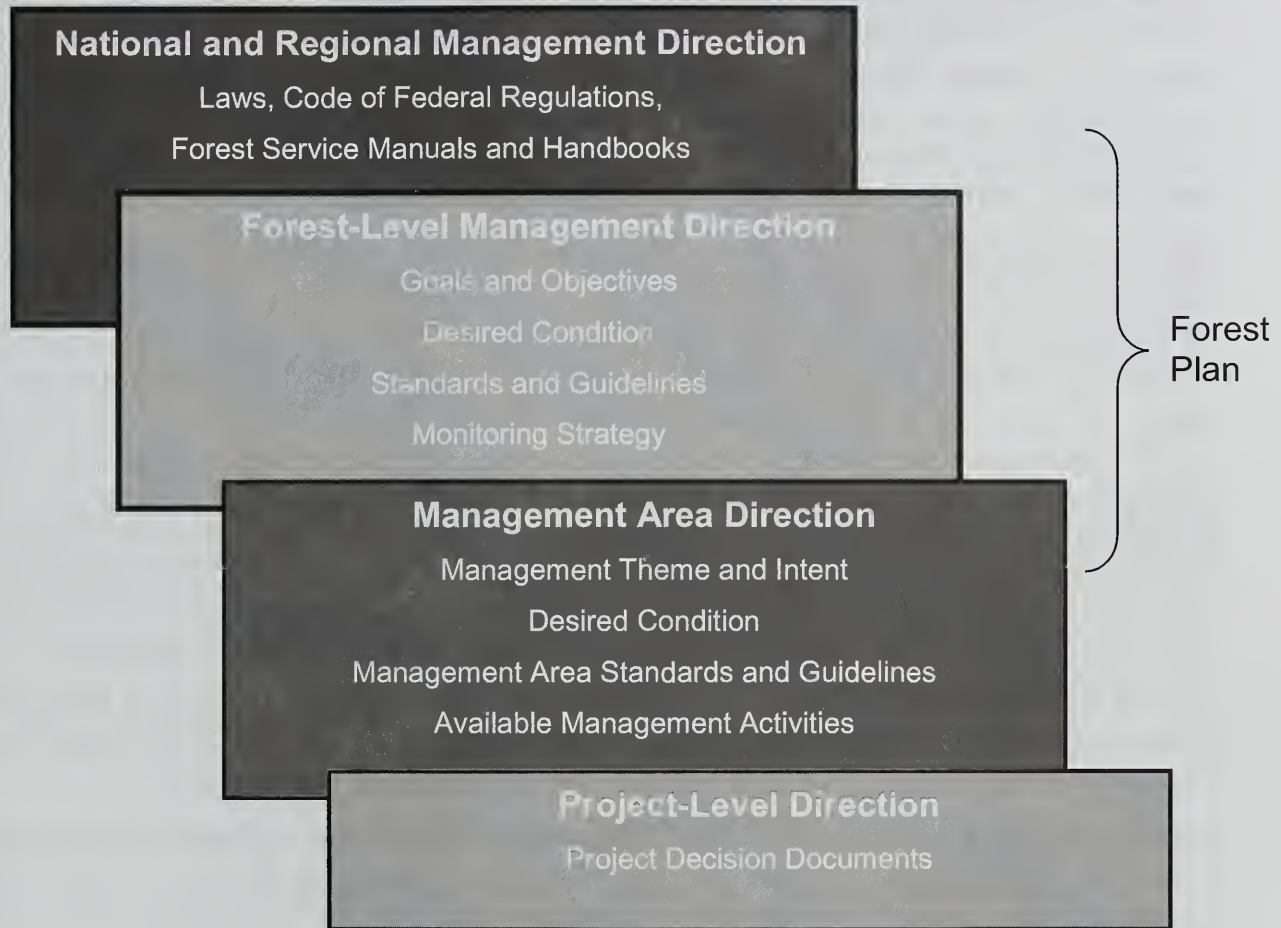 National and Regional Management Direction
Laws, Code of Federal Regulations,
Forest Service Manuals and Handbooks
Forest-Level Management Direction
Goals and Objectives
Desired Condition
Standards and Guidelines
Monitoring Strategy
Management Area Direction
Management Theme and Intent
Desired Condition
Management Area Standards and Guidelines
Available Management Activities
Project-Level Direction
Project Decision Documents
Forest
Plan